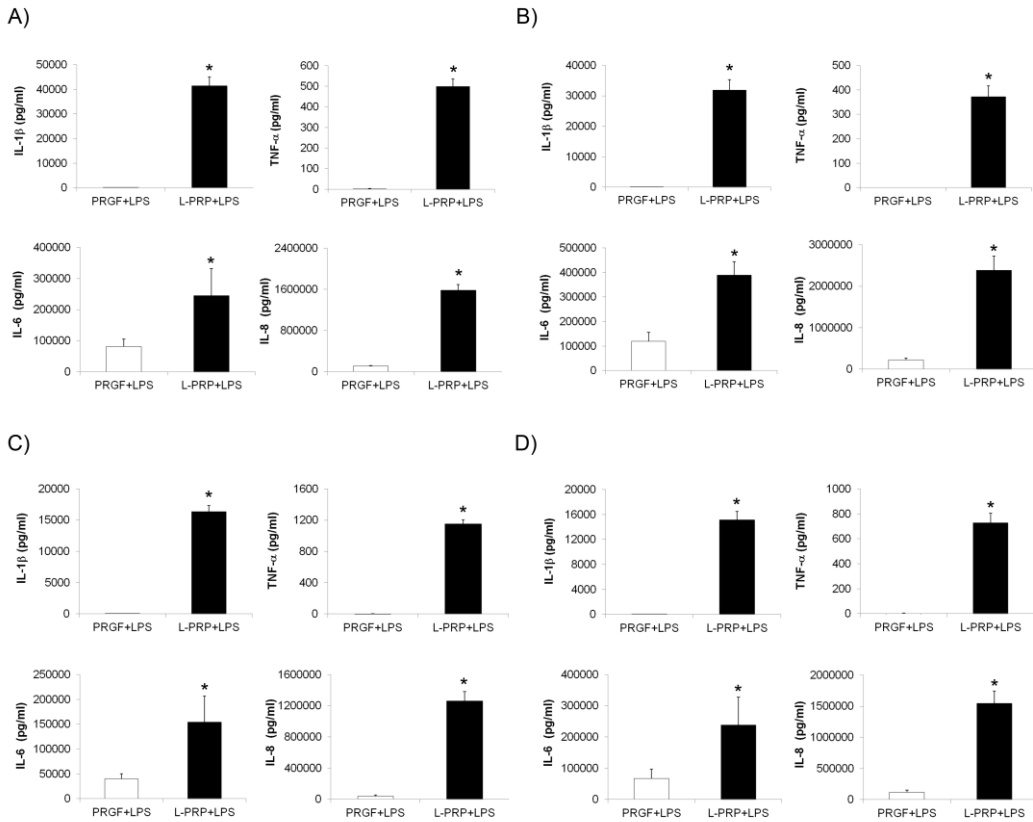 A)
B)
IL-1β (pg/ml)
50000
40000
30000
20000
10000
0
*
PRGF+LPS L-PRP+LPS
TNF-α (pg/ml)
600
500
400
300
200
100
0
*
PRGF+LPS L-PRP+LPS
IL-1β (pg/ml)
40000
30000
20000
10000
0
*
PRGF+LPS L-PRP+LPS
TNF-α (pg/ml)
500
400
300
200
100
0
*
PRGF+LPS L-PRP+LPS
IL-6 (pg/ml)
400000
300000
200000
100000
0
*
PRGF+LPS L-PRP+LPS
IL-8 (pg/ml)
2400000
1600000
800000
0
*
PRGF+LPS L-PRP+LPS
IL-6 (pg/ml)
500000
400000
300000
200000
100000
0
*
PRGF+LPS L-PRP+LPS
IL-8 (pg/ml)
3000000
2000000
1000000
0
*
PRGF+LPS L-PRP+LPS
C)
D)
IL-1β (pg/ml)
20000
15000
10000
5000
0
*
PRGF+LPS L-PRP+LPS
TNF-α (pg/ml)
1600
1200
800
400
0
*
PRGF+LPS L-PRP+LPS
IL-1β (pg/ml)
20000
16000
12000
8000
4000
0
*
PRGF+LPS L-PRP+LPS
TNF-α (pg/ml)
1000
800
600
400
200
0
*
PRGF+LPS L-PRP+LPS
IL-6 (pg/ml)
250000
200000
150000
100000
50000
0
*
PRGF+LPS L-PRP+LPS
IL-8 (pg/ml)
1600000
1200000
800000
400000
0
*
PRGF+LPS L-PRP+LPS
IL-6 (pg/ml)
400000
300000
200000
100000
0
*
PRGF+LPS L-PRP+LPS
IL-8 (pg/ml)
2000000
1500000
1000000
500000
0
*
PRGF+LPS L-PRP+LPS